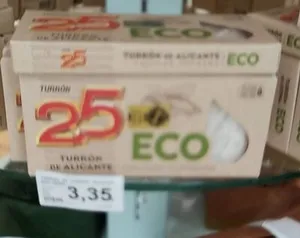 25
TURRÓN DE ALICANTE
ECO
TURRÓN
25
ECO
TURRÓN
DE ALICANTE
3,35